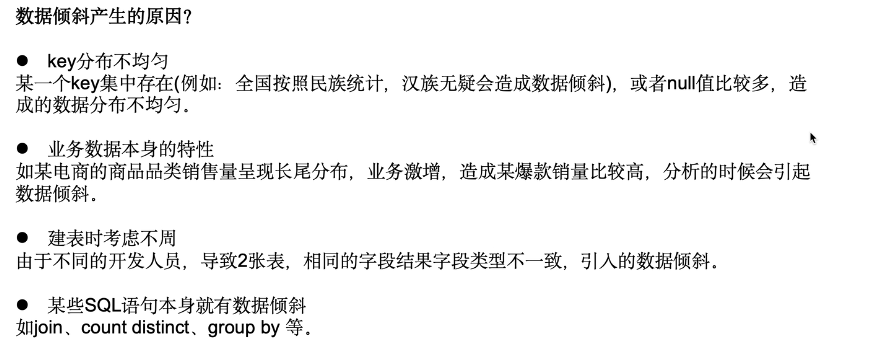 数据倾斜产生的原因?
● key分布不均匀
某一个key集中存在(例如：全国按照民族统计，汉族无疑会造成数据倾斜)，或者null值比较多，造
成的数据分布不均匀。
● 业务数据本身的特性
如某电商的商品品类销售量呈现长尾分布，业务激增，造成某爆款销量比较高，分析的时候会引起
数据倾斜。
● 建表时考虑不周
由于不同的开发人员，导致2张表，相同的字段结果字段类型不一致，引入的数据倾斜。
● 某些SQL语句本身就有数据倾斜
如join、count distinct、group by 等。